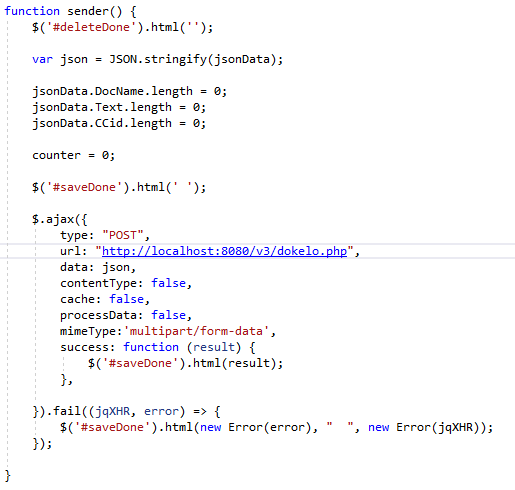 function sender() {
$('#deleteDone').html('');
var json = JSON.stringify(jsonData);
jsonData.DocName.length = 0;
jsonData.Text.length = 0;
jsonData.CCid.length = 0;
counter = 0;
$('#saveDone').html(' ');
$.ajax({
type: "POST",
url: "http://localhost:8080/v3/dokelo.php",
data: json,
contentType: false,
cache: false,
processData: false,
mimeType:'multipart/form-data',
success: function (result) {
$('#saveDone').html(result);
},
}).fail((jqXHR, error) => {
$('#saveDone').html(new Error(error), "  ", new Error(jqXHR));
});
}